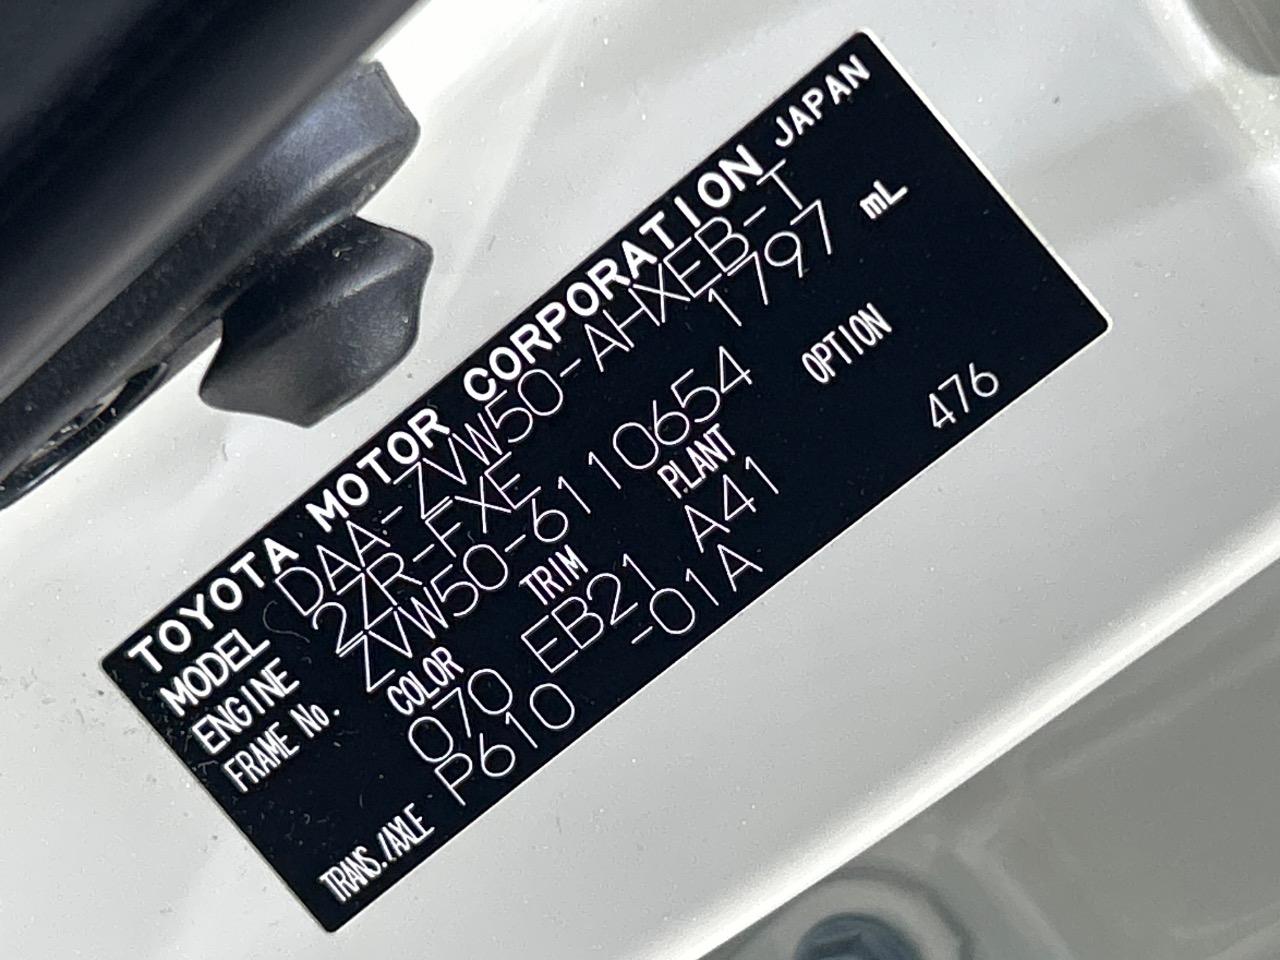 TOYOTA MOTOR CORPORATION JAPAN
MODEL DAA-ZVW50-AHXEB-T
ENGINE 2ZR-FXE 1797 mL
FRAME No. ZVW50-6110654
COLOR TRIM PLANT OPTION
070 EB21 A41 476
TRANS./AXLE P610 -01A